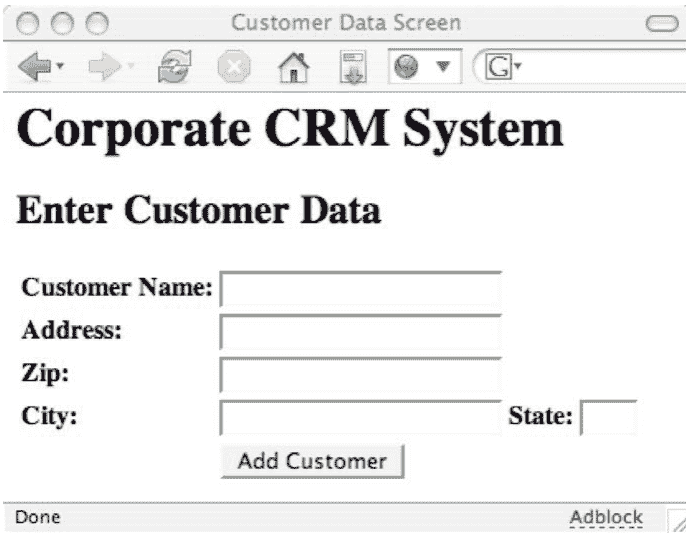 Customer Data Screen
G
Corporate CRM System
Enter Customer Data
Customer Name:
Address:
Zip:
City: State:
Add Customer
Done Adblock